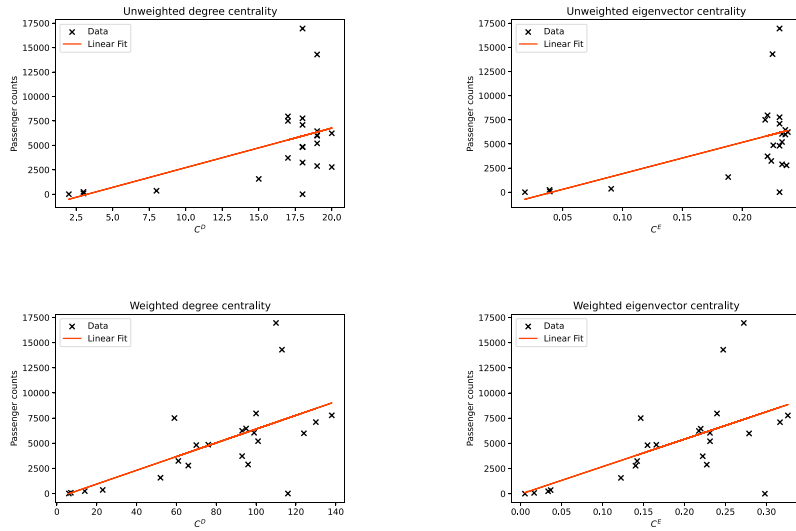 Unweighted degree centrality
17500
15000
12500
10000
7500
5000
2500
0
Passenger counts
Data
Linear Fit
2.5 5.0 7.5 10.0 12.5 15.0 17.5 20.0
C^D
Unweighted eigenvector centrality
17500
15000
12500
10000
7500
5000
2500
0
Passenger counts
Data
Linear Fit
0.05 0.10 0.15 0.20
C^E
Weighted degree centrality
17500
15000
12500
10000
7500
5000
2500
0
Passenger counts
Data
Linear Fit
0 20 40 60 80 100 120 140
C^D
Weighted eigenvector centrality
17500
15000
12500
10000
7500
5000
2500
0
Passenger counts
Data
Linear Fit
0.00 0.05 0.10 0.15 0.20 0.25 0.30
C^E